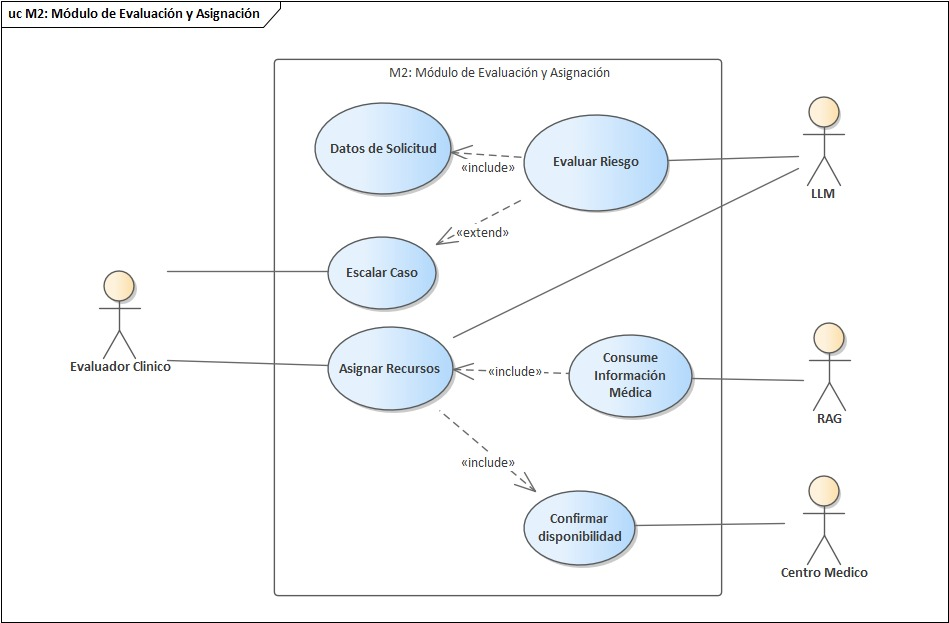 uc M2: Módulo de Evaluación y Asignación
M2: Módulo de Evaluación y Asignación
Datos de Solicitud
«include»
Evaluar Riesgo
LLM
«extend»
Escalar Caso
Evaluador Clinico
Asignar Recursos
«include»
Consume
Información
Médica
RAG
«include»
Confirmar
disponibilidad
Centro Medico